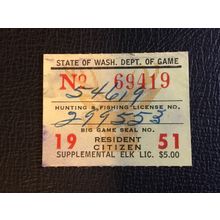 STATE OF WASH. DEPT. OF GAME
No 69419
54619
HUNTING & FISHING LICENSE NO.
299553
BIG GAME SEAL NO.
19 RESIDENT 51
CITIZEN
SUPPLEMENTAL ELK LIC. $5.00